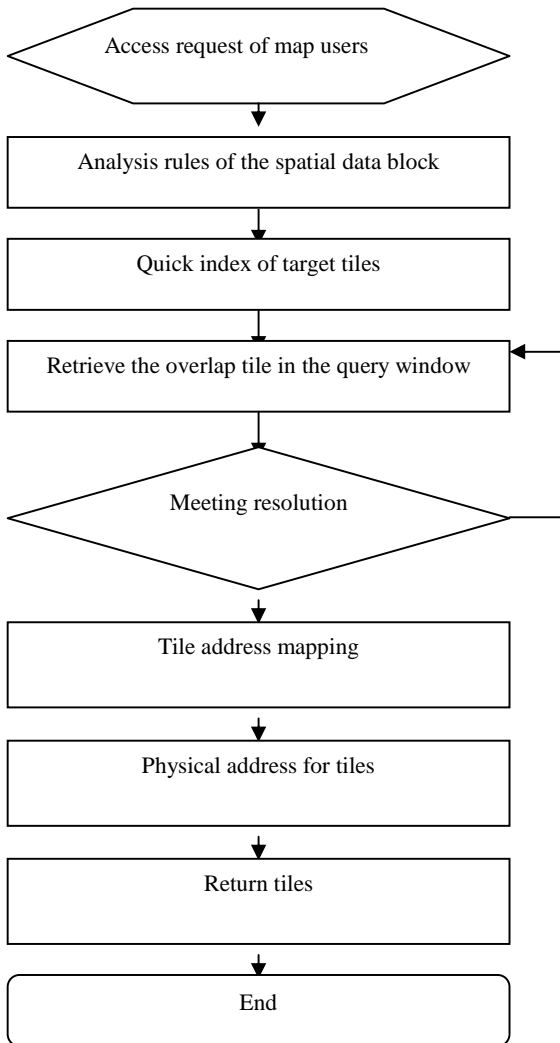 Access request of map users
Analysis rules of the spatial data block
Quick index of target tiles
Retrieve the overlap tile in the query window
Meeting resolution
Tile address mapping
Physical address for tiles
Return tiles
End